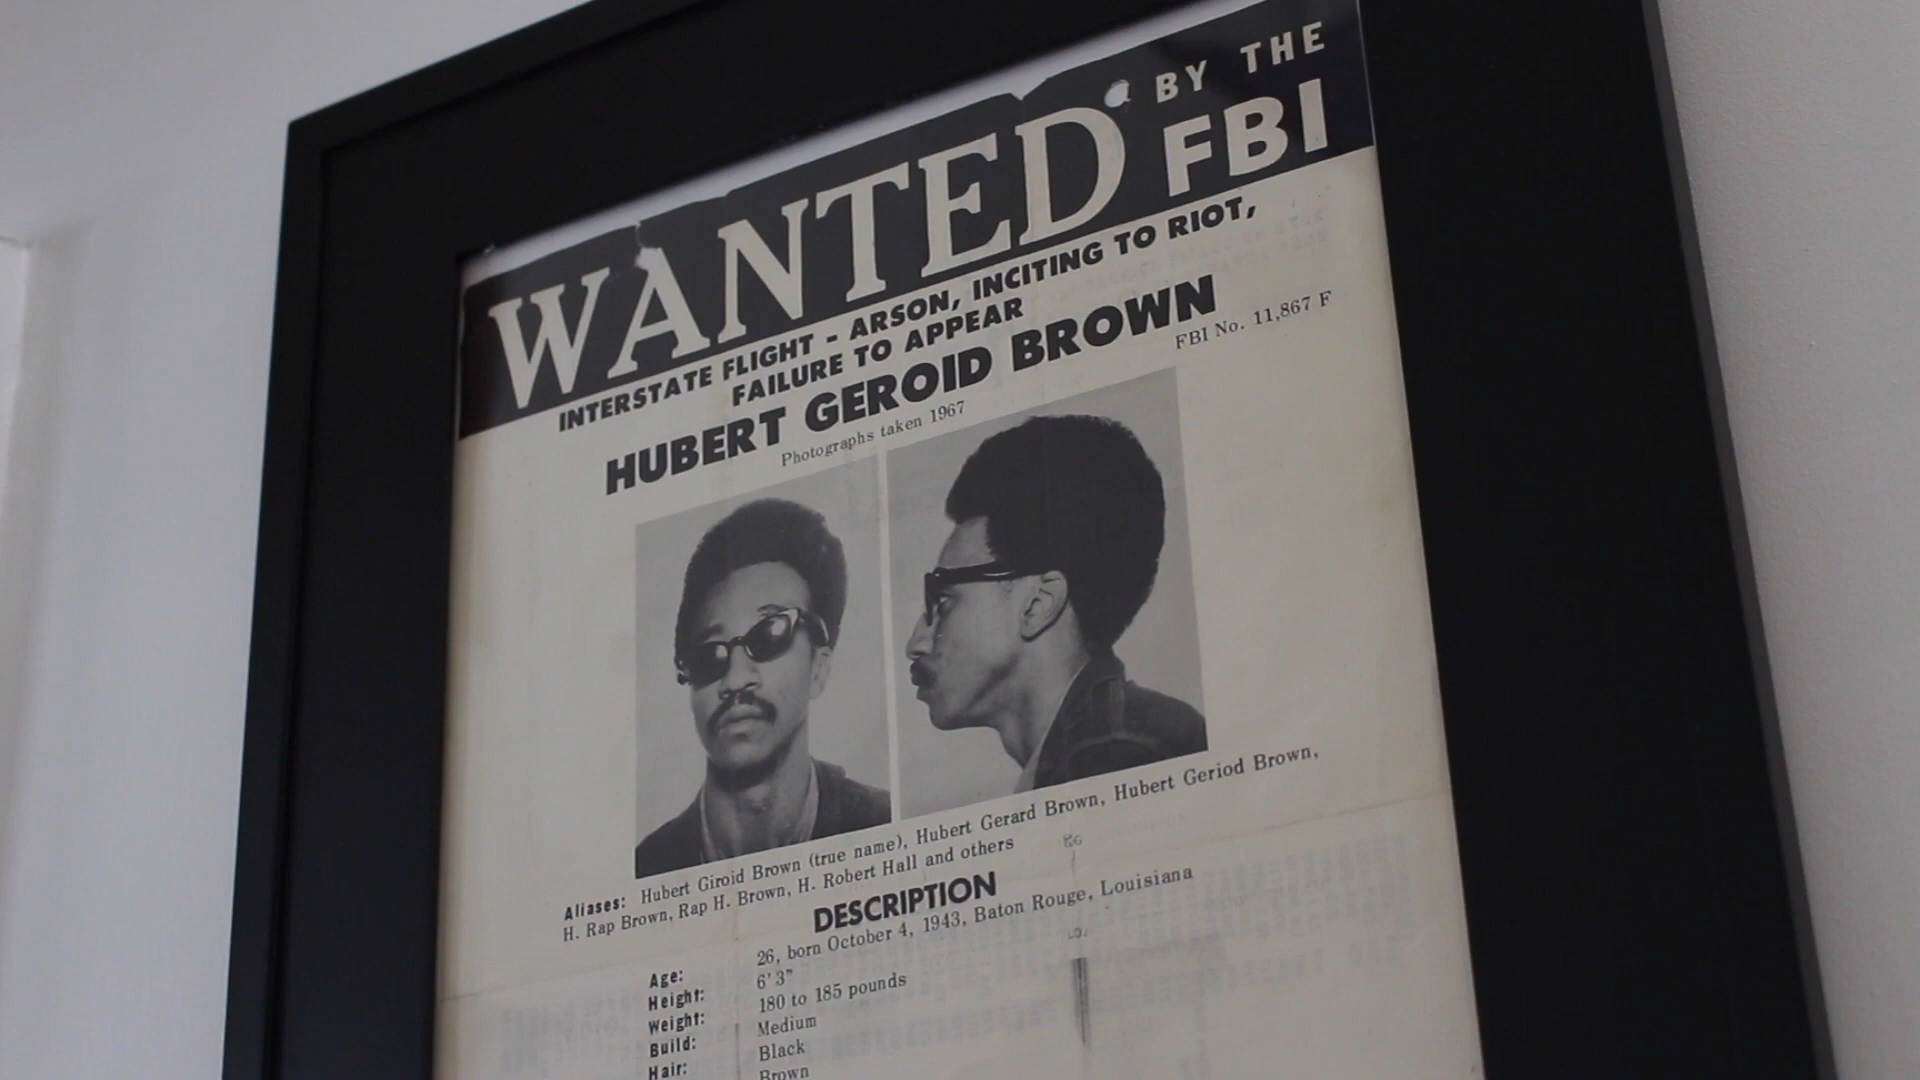 WANTED BY THE
FBI
INTERSTATE FLIGHT - ARSON, INCITING TO RIOT,
FAILURE TO APPEAR
HUBERT GEROID BROWN
Photographs taken 1967
FBI No. 11,867 F
Aliases: Hubert Giroid Brown (true name), Hubert Gerard Brown, Hubert Geriod Brown,
H. Rap Brown, Rap H. Brown, H. Robert Hall and others
DESCRIPTION
Age: 26, born October 4, 1943, Baton Rouge, Louisiana
Height: 6' 3"
Weight: 180 to 185 pounds
Build: Medium
Hair: Black
Brown